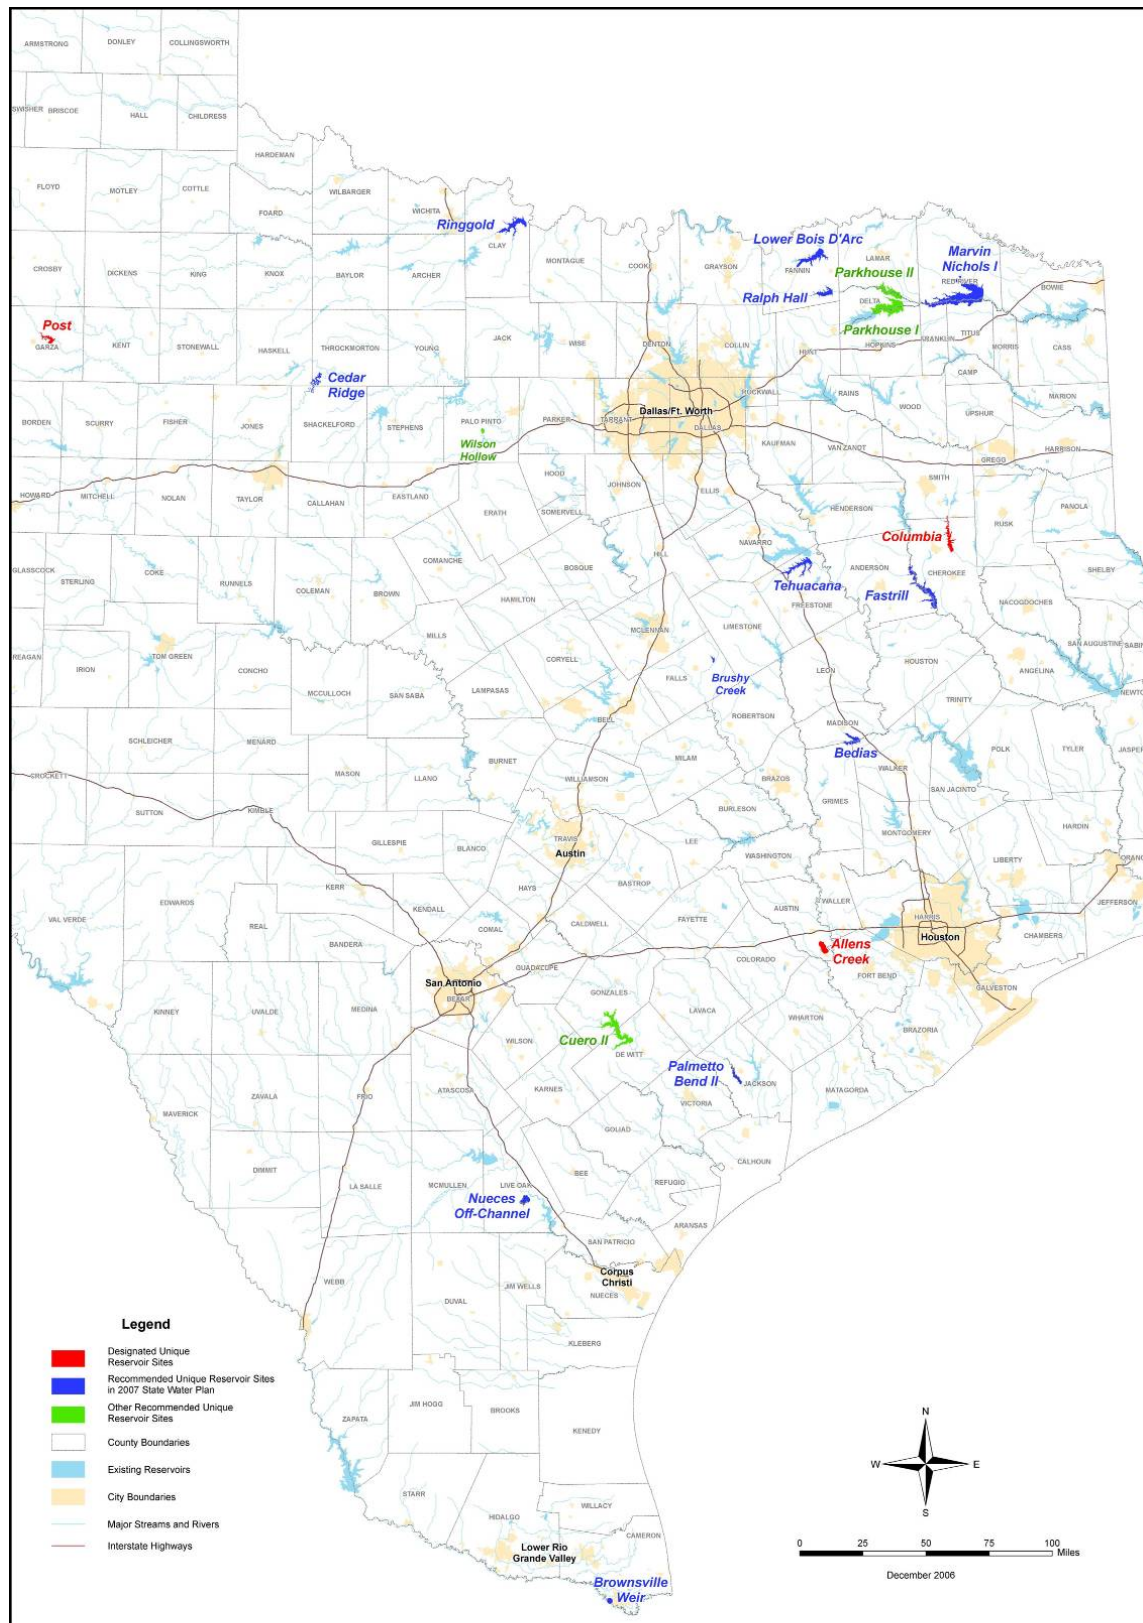 ARMSTRONG
DONLEY
COLLINGSWORTH
SWISHER
BRISCOE
HALL
CHILDRESS
HARDEMAN
FLOYD
MOTLEY
COTTLE
FOARD
WILBARGER
WICHITA
Ringgold
CLAY
CROSBY
DICKENS
KING
KNOX
BAYLOR
ARCHER
MONTAGUE
COOKE
GRAYSON
Lower Bois D'Arc
FANNIN
LAMAR
Parkhouse II
Marvin
Nichols I
RED RIVER
BOWIE
Ralph Hall
DELTA
Parkhouse I
Post
GARZA
KENT
STONEWALL
HASKELL
THROCKMORTON
YOUNG
JACK
WISE
DENTON
COLLIN
HUNT
HOPKINS
FRANKLIN
TITUS
MORRIS
CASS
Cedar
Ridge
CAMP
MARION
BORDEN
SCURRY
FISHER
JONES
SHACKELFORD
STEPHENS
PALO PINTO
Wilson
Hollow
PARKER
TARRANT
Dallas/Ft. Worth
DALLAS
ROCKWALL
RAINS
WOOD
UPSHUR
KAUFMAN
VAN ZANDT
GREGG
HARRISON
HOWARD
MITCHELL
NOLAN
TAYLOR
CALLAHAN
EASTLAND
HOOD
JOHNSON
ELLIS
SMITH
ERATH
SOMERVELL
HENDERSON
RUSK
PANOLA
NAVARRO
Columbia
HILL
GLASSCOCK
STERLING
COKE
RUNNELS
COLEMAN
BROWN
COMANCHE
BOSQUE
Tehuacana
FREESTONE
ANDERSON
CHEROKEE
Fastrill
SHELBY
NACOGDOCHES
HAMILTON
MILLS
MCLENNAN
LIMESTONE
REAGAN
IRION
TOM GREEN
CONCHO
MCCULLOCH
SAN SABA
LAMPASAS
CORYELL
FALLS
Brushy
Creek
LEON
HOUSTON
ANGELINA
SAN AUGUSTINE
SABIN
NEWTO
TRINITY
BELL
ROBERTSON
MADISON
Bedias
WALKER
POLK
TYLER
JASPER
SCHLEICHER
MENARD
MASON
LLANO
BURNET
WILLIAMSON
MILAM
BRAZOS
GRIMES
SAN JACINTO
CROCKETT
SUTTON
KIMBLE
BURLESON
MONTGOMERY
HARDIN
GILLESPIE
BLANCO
TRAVIS
Austin
LEE
WASHINGTON
LIBERTY
ORANG
VAL VERDE
EDWARDS
KERR
KENDALL
HAYS
BASTROP
REAL
BANDERA
COMAL
CALDWELL
FAYETTE
AUSTIN
WALLER
HARRIS
Houston
CHAMBERS
JEFFERSON
Allens
Creek
FORT BEND
GALVESTON
San Antonio
BEXAR
GUADALUPE
GONZALES
COLORADO
KINNEY
UVALDE
MEDINA
WILSON
Cuero II
DE WITT
LAVACA
WHARTON
BRAZORIA
Palmetto
Bend II
JACKSON
MATAGORDA
MAVERICK
ZAVALA
FRIO
ATASCOSA
KARNES
VICTORIA
GOLIAD
CALHOUN
DIMMIT
LA SALLE
MCMULLEN
LIVE OAK
BEE
REFUGIO
Nueces
Off-Channel
ARANSAS
SAN PATRICIO
Corpus
Christi
NUECES
WEBB
DUVAL
JIM WELLS
KLEBERG
ZAPATA
JIM HOGG
BROOKS
KENEDY
STARR
HIDALGO
WILLACY
CAMERON
Lower Rio
Grande Valley
Brownsville
Weir
Legend
Designated Unique
Reservoir Sites
Recommended Unique Reservoir Sites
in 2007 State Water Plan
Other Recommended Unique
Reservoir Sites
County Boundaries
Existing Reservoirs
City Boundaries
Major Streams and Rivers
Interstate Highways
N
W
E
S
0 25 50 75 100
Miles
December 2006